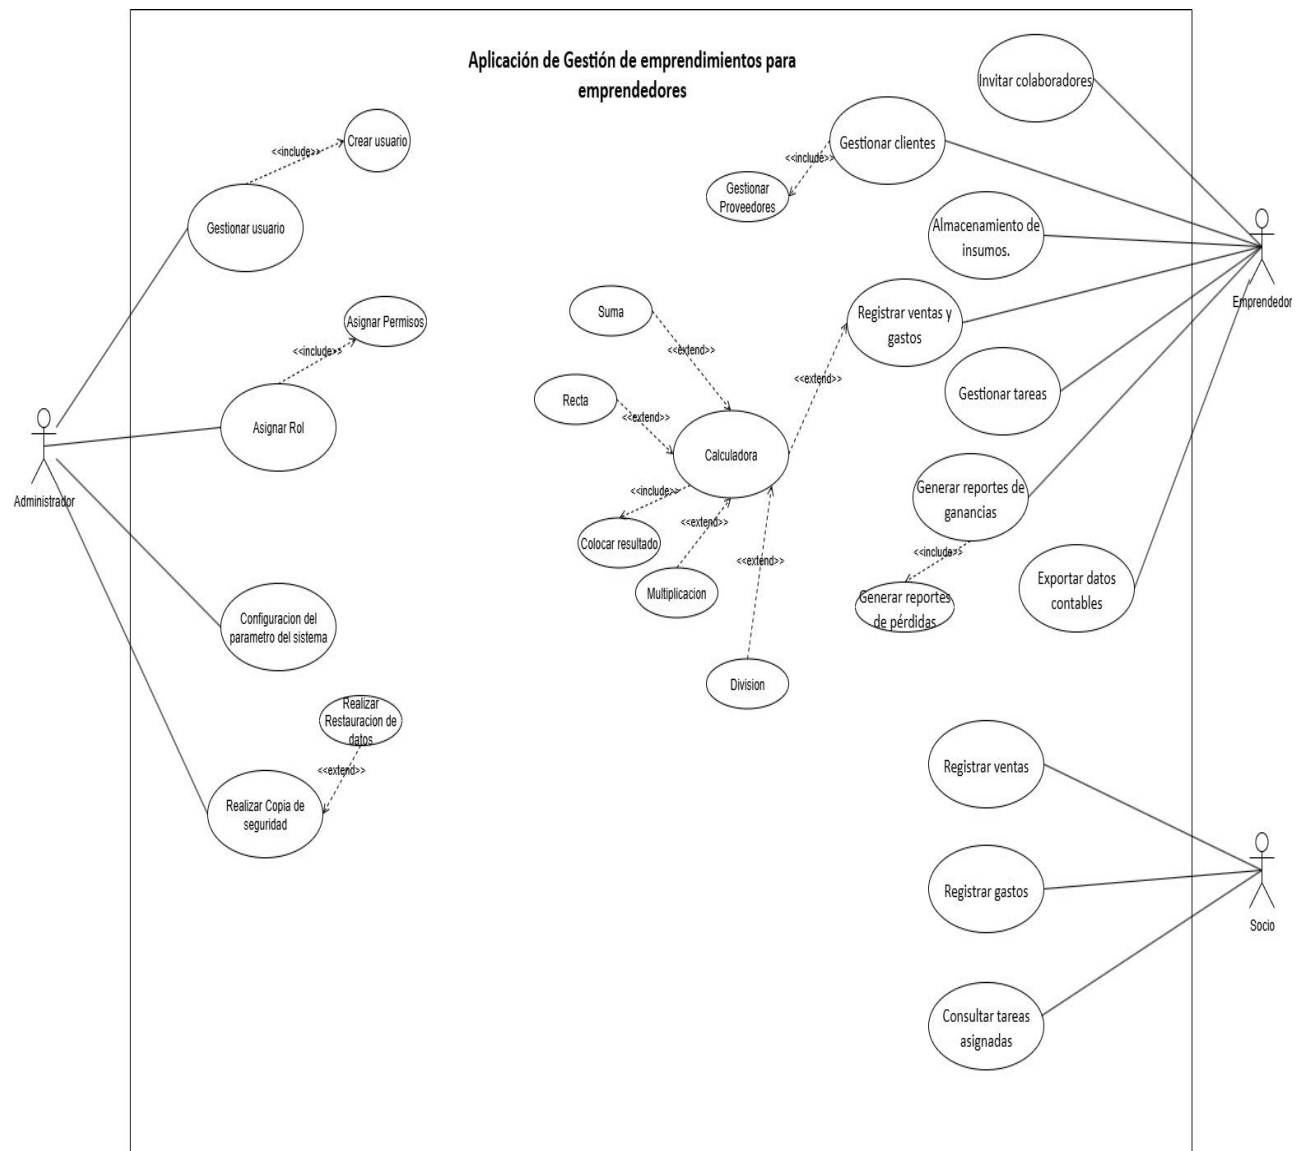 Aplicación de Gestión de emprendimientos para
emprendedores
Invitar colaboradores
Crear usuario
<<include>>
Gestionar clientes
<<include>>
Gestionar
Proveedores
Gestionar usuario
Almacenamiento de
insumos.
Emprendedor
Suma
Registrar ventas y
gastos
Asignar Permisos
<<include>>
<<extend>>
<<extend>>
Gestionar tareas
Recta
<<extend>>
Asignar Rol
Calculadora
Administrador
<<include>>
Generar reportes de
ganancias
<<extend>>
Colocar resultado
<<include>>
<<extend>>
Multiplicacion
Generar reportes
de pérdidas
Exportar datos
contables
Configuracion del
parametro del sistema
Division
Realizar
Restauracion de
datos
<<extend>>
Registrar ventas
Realizar Copia de
seguridad
Registrar gastos
Socio
Consultar tareas
asignadas